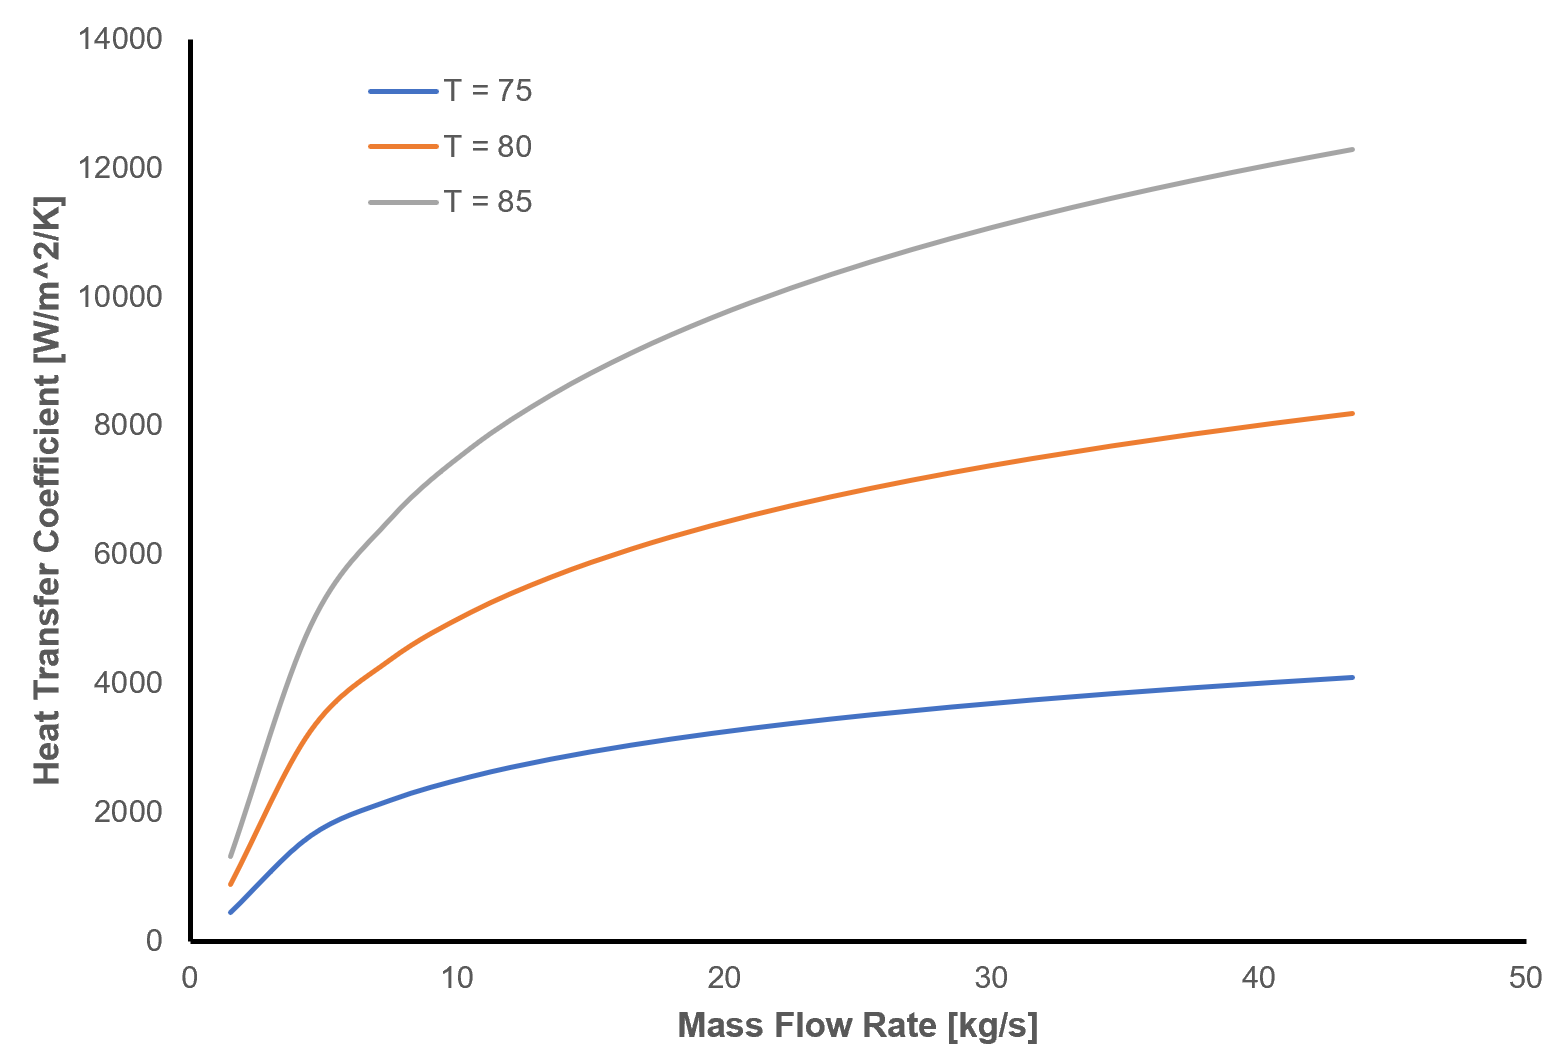 14000
12000
10000
8000
6000
4000
2000
0
Heat Transfer Coefficient [W/m^2/K]
T = 75
T = 80
T = 85
0 10 20 30 40 50
Mass Flow Rate [kg/s]